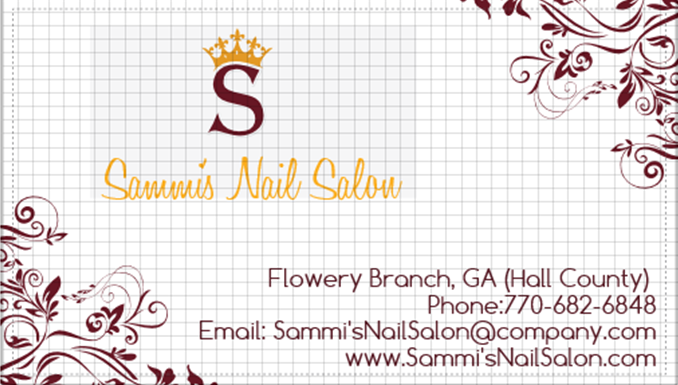 S
Sammi's Nail Salon
Flowery Branch, GA (Hall County)
Phone:770-682-6848
Email: Sammi'sNailSalon@company.com
www.Sammi'sNailSalon.com